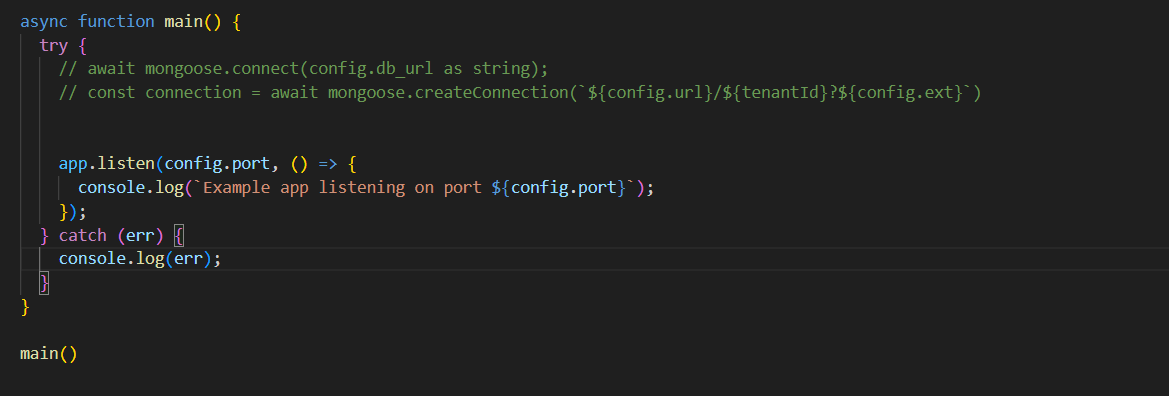 async function main() {
try {
// await mongoose.connect(config.db_url as string);
// const connection = await mongoose.createConnection(`${config.url}/${tenantId}?${config.ext}`)
app.listen(config.port, () => {
console.log(`Example app listening on port ${config.port}`);
});
} catch (err) {
console.log(err);
}
}
main()